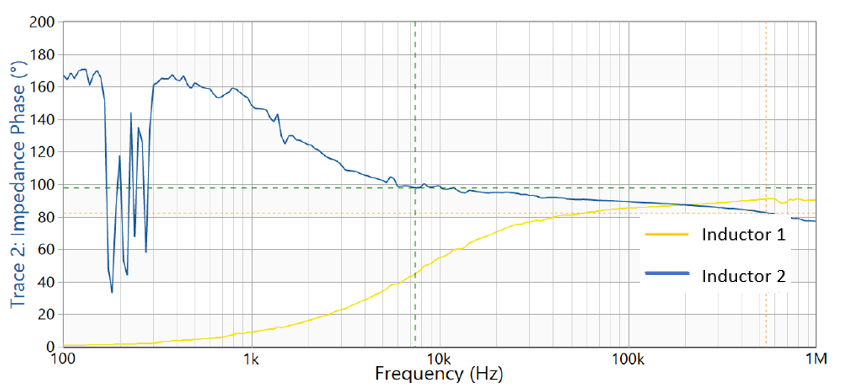 Trace 2: Impedance Phase (°)
200
180
160
140
120
100
80
60
40
20
0
Inductor 1
Inductor 2
100 1k 10k 100k 1M
Frequency (Hz)